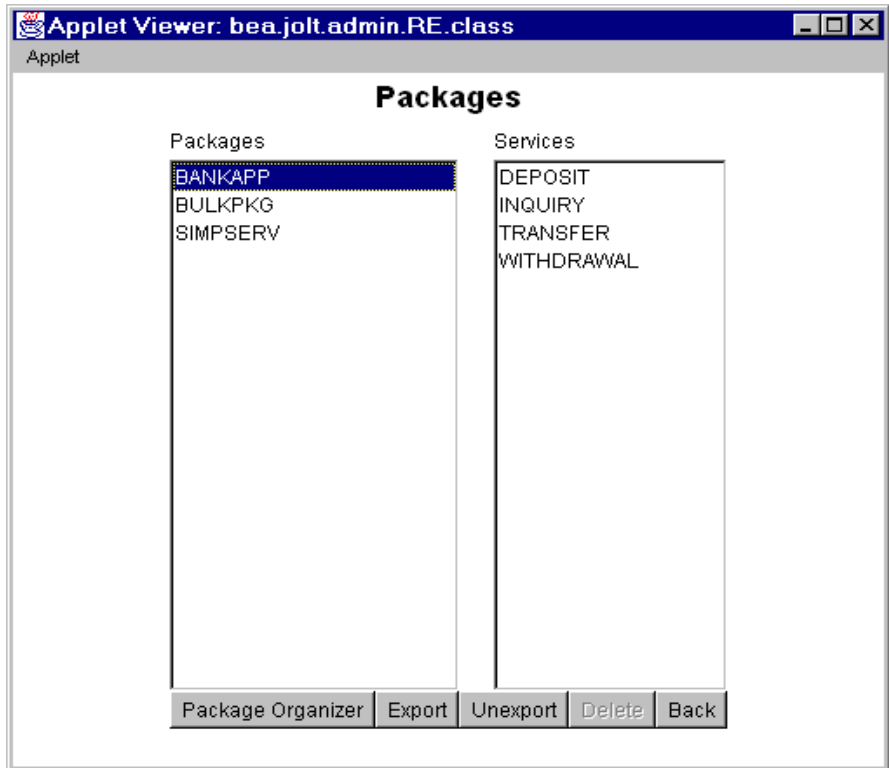 Applet Viewer: bea.jolt.admin.RE.class
Applet
Packages
Packages
Services
BANKAPP
BULKPKG
SIMPSERV
DEPOSIT
INQUIRY
TRANSFER
WITHDRAWAL
Package Organizer Export Unexport Delete Back